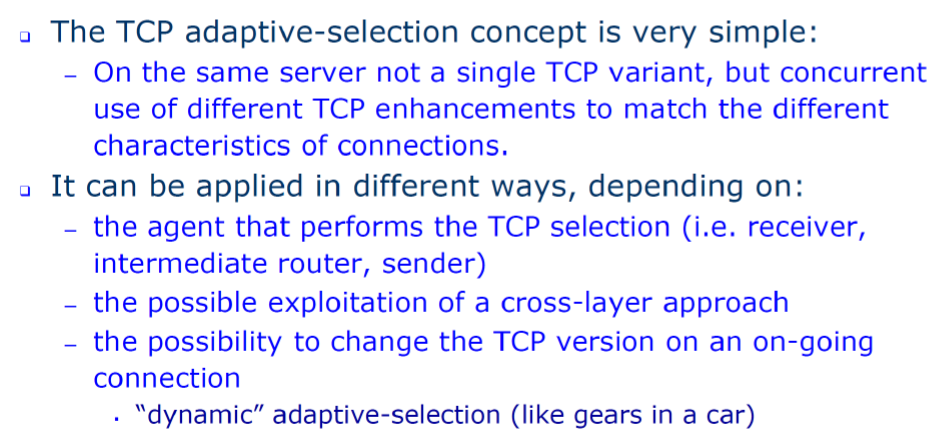 The TCP adaptive-selection concept is very simple:
– On the same server not a single TCP variant, but concurrent
use of different TCP enhancements to match the different
characteristics of connections.
It can be applied in different ways, depending on:
– the agent that performs the TCP selection (i.e. receiver,
intermediate router, sender)
– the possible exploitation of a cross-layer approach
– the possibility to change the TCP version on an on-going
connection
· “dynamic” adaptive-selection (like gears in a car)